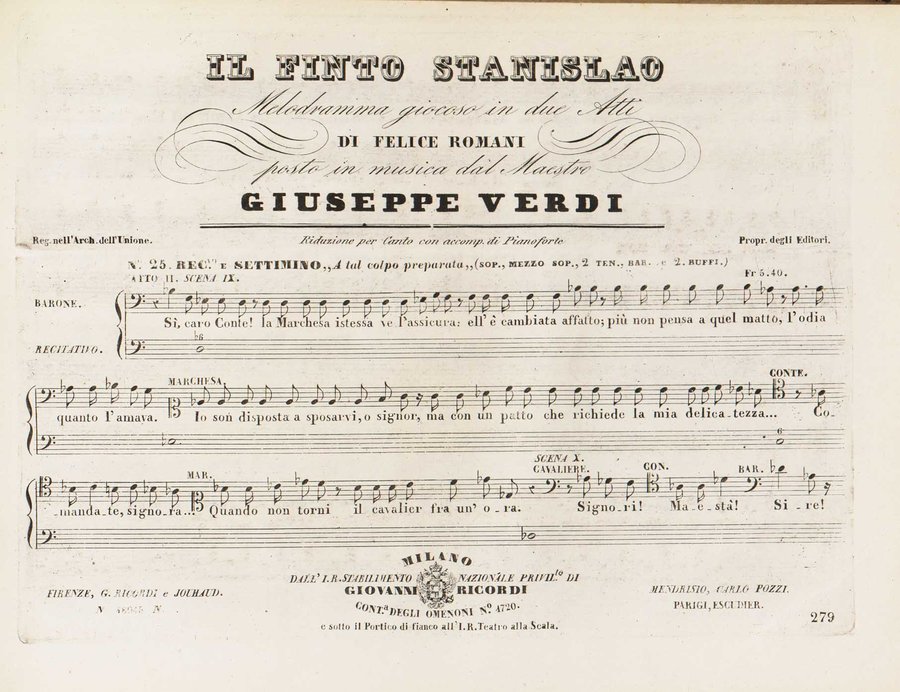 IL FINTO STANISLAO
Melodramma giocoso in due Atti
DI FELICE ROMANI
posto in musica dal Maestro
GIUSEPPE VERDI
Reg. nell'Arch. dell'Unione.
Riduzione per Canto con accomp. di Pianoforte
Propr. degli Editori.
N.º 25. REC.vo E SETTIMINO „A tal colpo preparata„ (SOP., MEZZO SOP., 2 TEN., BAR. e 2. BUFFI.)
ATTO II. SCENA IX.
Fr 5.40.
BARONE.
Sì, caro Conte! la Marchesa istessa ve l'assicura: ell'è cambiata affatto; più non pensa a quel matto, l'odia
RECITATIVO.
b6
MARCHESA.
CONTE.
quanto l'amava. Io son disposta a sposarvi, o signor, ma con un patto che richiede la mia delica_tezza... Co_
6
SCENA X.
MAR. CAVALIERE. CON. BAR.
_manda_te, signo_ra... Quando non torni il cavalier fra un' o_ra. Signo_ri! Ma_e_stà! Si_re!
MILANO
DALL'I. R. STABILIMENTO NAZIONALE PRIVIL.to DI
GIOVANNI RICORDI
CONT.a DEGLI OMENONI N.º 1720.
e sotto il Portico di fianco all'I. R. Teatro alla Scala.
FIRENZE, G. RICORDI e JOUHAUD.
MENDRISIO, CARLO POZZI.
PARIGI, ESCUDIER.
279